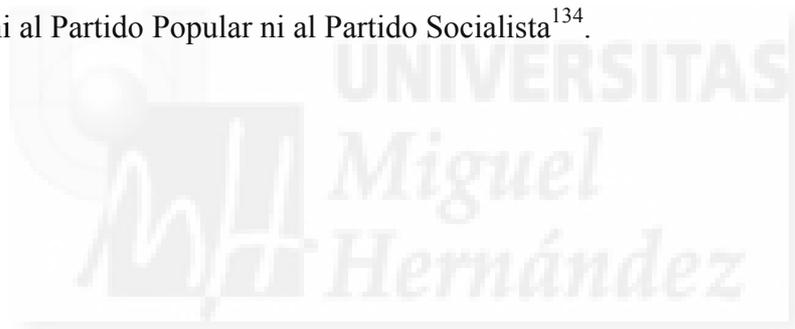 ni al Partido Popular ni al Partido Socialista¹³⁴.
UNIVERSITAS
Miguel
Hernández